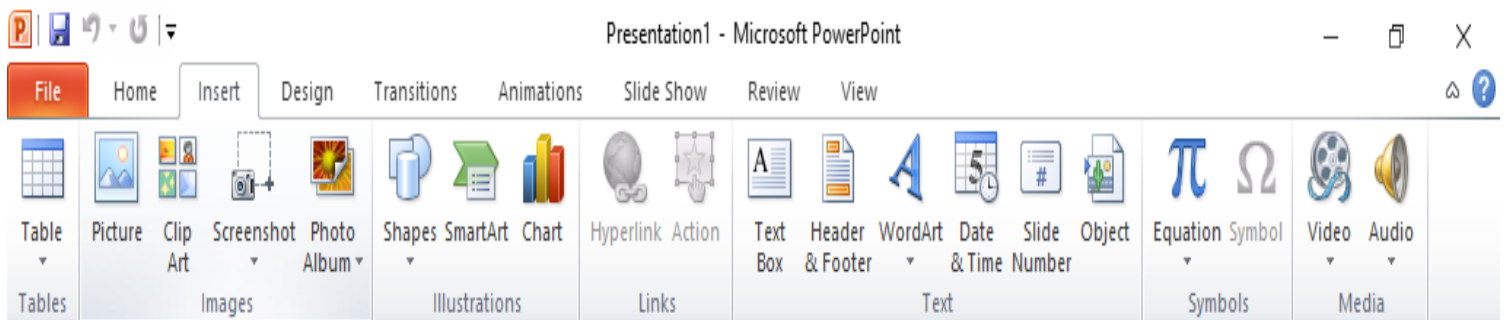 Presentation1 - Microsoft PowerPoint
File Home Insert Design Transitions Animations Slide Show Review View
Table Picture Clip Art Screenshot Photo Album Shapes SmartArt Chart Hyperlink Action Text Box Header & Footer WordArt Date & Time Slide Number Object Equation Symbol Video Audio
Tables Images Illustrations Links Text Symbols Media